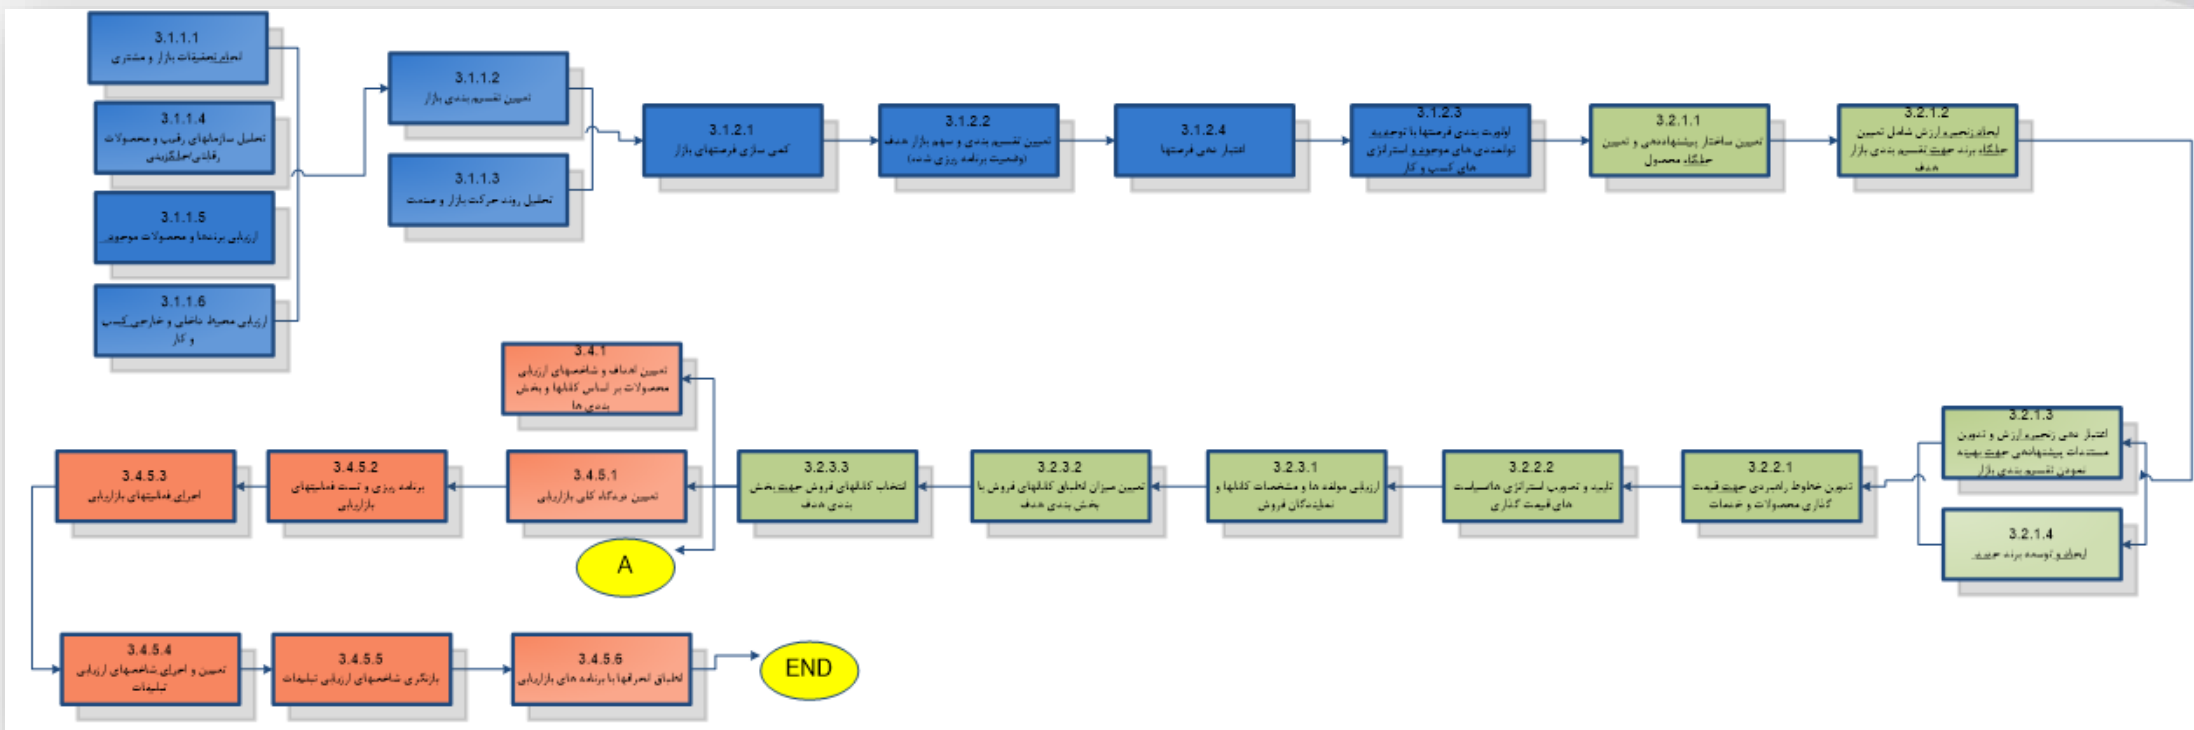 3.1.1.1
انجام تحقیقات بازار و مشتری
3.1.1.4
تحلیل سازمانهای رقیب و محصولات
رقابتی/جایگزینی
3.1.1.5
ارزیابی برندها و محصولات موجود
3.1.1.6
ارزیابی محیط داخلی و خارجی کسب
و کار
3.1.1.2
تعیین تقسیم بندی بازار
3.1.1.3
تحلیل روند حرکت بازار و صنعت
3.1.2.1
کمی سازی فرصتهای بازار
3.1.2.2
تعیین تقسیم بندی و سهم بازار هدف
(وضعیت برنامه ریزی شده)
3.1.2.4
اعتبار دهی فرصتها
3.1.2.3
اولویت بندی فرصتها با توجه به
توانمندی های موجود و استراتژی
های کسب و کار
3.2.1.1
تعیین ساختار پیشنهاددهی و تعیین
جایگاه محصول
3.2.1.2
ایجاد زنجیره ارزش شامل تعیین
جایگاه برند جهت تقسیم بندی بازار
هدف
3.2.1.3
اعتبار دهی زنجیره ارزش و تدوین
مستندات پیشنهاددهی جهت بهینه
نمودن تقسیم بندی بازار
3.2.1.4
ایجاد و توسعه برند جدید
3.2.2.1
تدوین خطوط راهبردی جهت قیمت
گذاری محصولات و خدمات
3.2.2.2
تایید و تصویب استراتژی ها/سیاست
های قیمت گذاری
3.2.3.1
ارزیابی مولفه ها و مشخصات کانالها و
نمایندگان فروش
3.2.3.2
تعیین میزان انطباق کانالهای فروش با
بخش بندی هدف
3.2.3.3
انتخاب کانالهای فروش جهت بخش
بندی هدف
3.4.1
تعیین اهداف و شاخصهای ارزیابی
محصولات بر اساس کانالها و بخش
بندی ها
3.4.5.1
تعیین دیدگاه کلی بازاریابی
A
3.4.5.2
برنامه ریزی و تست فعالیتهای
بازاریابی
3.4.5.3
اجرای فعالیتهای بازاریابی
3.4.5.4
تعیین و اجرای شاخصهای ارزیابی
تبلیغات
3.4.5.5
بازنگری شاخصهای ارزیابی تبلیغات
3.4.5.6
انطباق انحرافها با برنامه های بازاریابی
END